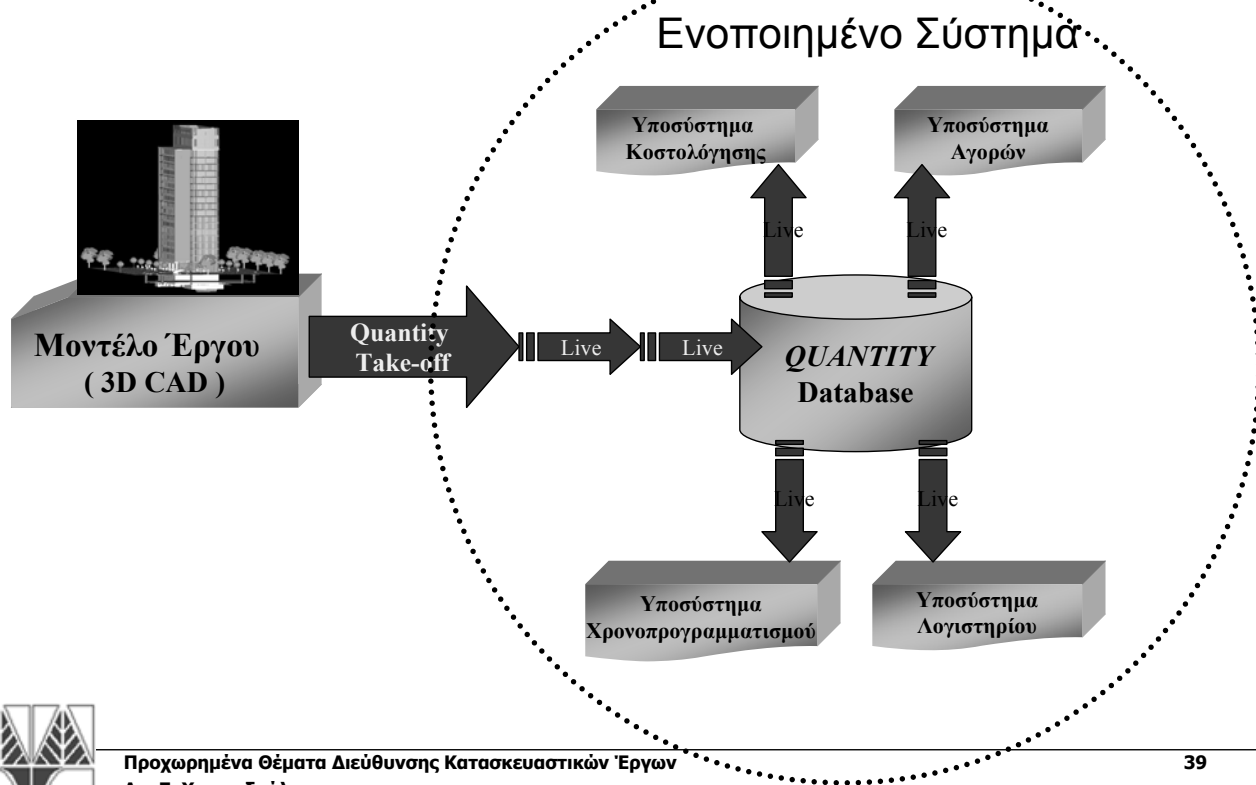 Ενοποιημένο Σύστημα
Υποσύστημα
Κοστολόγησης
Υποσύστημα
Αγορών
Live
Live
Μοντέλο Έργου
( 3D CAD )
Quantity
Take-off
Live
Live
QUANTITY
Database
Live
Live
Υποσύστημα
Χρονοπρογραμματισμού
Υποσύστημα
Λογιστηρίου
Προχωρημένα Θέματα Διεύθυνσης Κατασκευαστικών Έργων
39